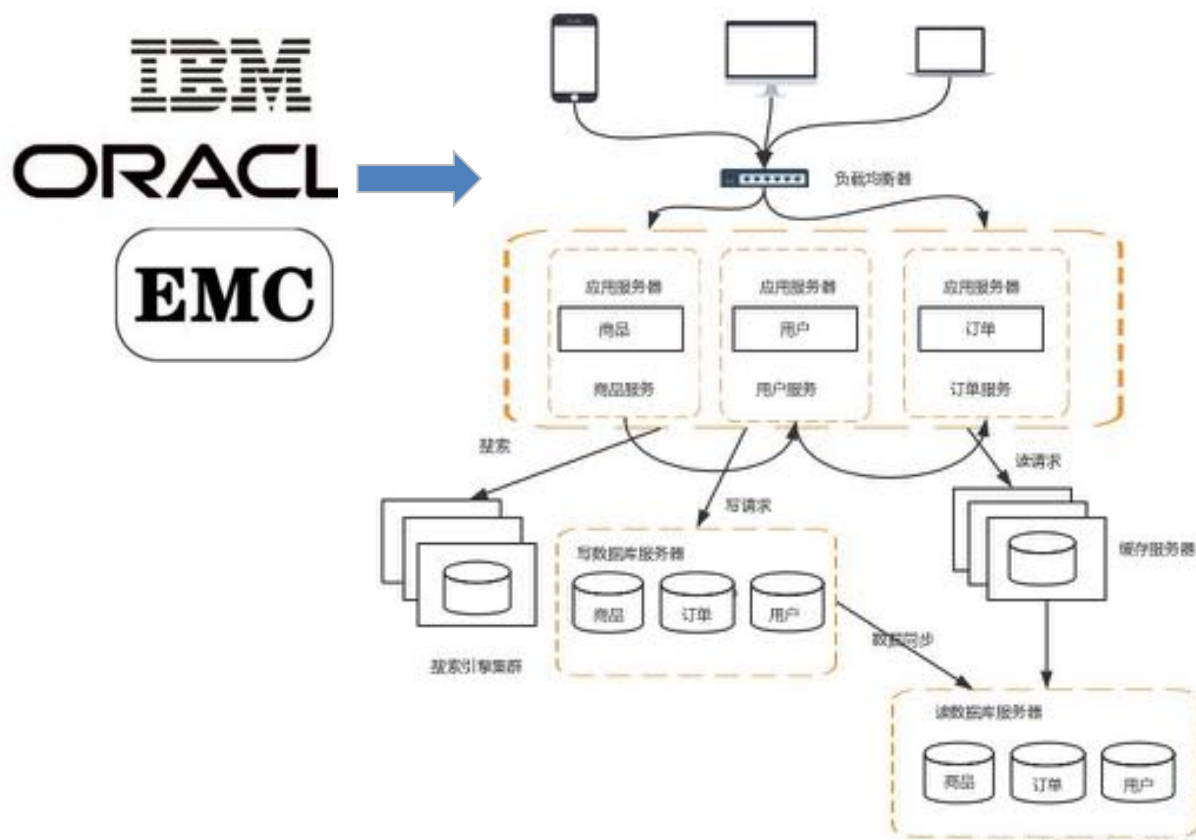 IBM
ORACL
EMC
负载均衡器
应用服务器
商品
商品服务
应用服务器
用户
用户服务
应用服务器
订单
订单服务
搜索
写请求
读请求
搜索引擎集群
写数据库服务器
商品
订单
用户
缓存服务器
数据同步
读数据库服务器
商品
订单
用户